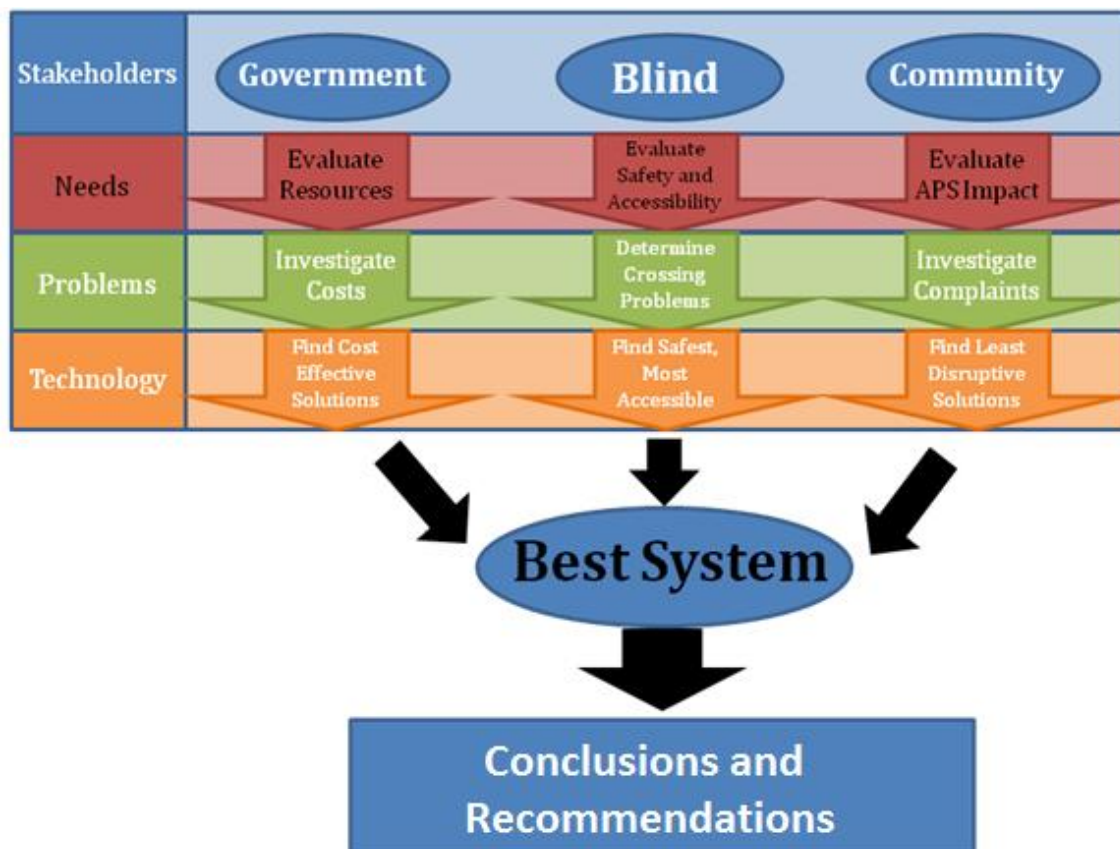 Stakeholders
Government
Blind
Community
Needs
Evaluate
Resources
Evaluate
Safety and
Accessibility
Evaluate
APS Impact
Problems
Investigate
Costs
Determine
Crossing
Problems
Investigate
Complaints
Technology
Find Cost
Effective
Solutions
Find Safest,
Most
Accessible
Find Least
Disruptive
Solutions
Best System
Conclusions and
Recommendations